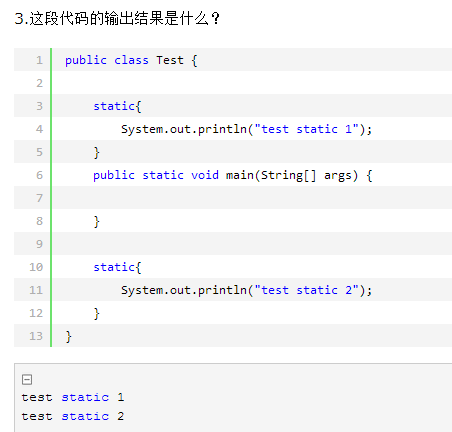 3.这段代码的输出结果是什么？
1 public class Test {
2
3     static{
4         System.out.println("test static 1");
5     }
6     public static void main(String[] args) {
7
8     }
9
10     static{
11         System.out.println("test static 2");
12     }
13 }
test static 1
test static 2